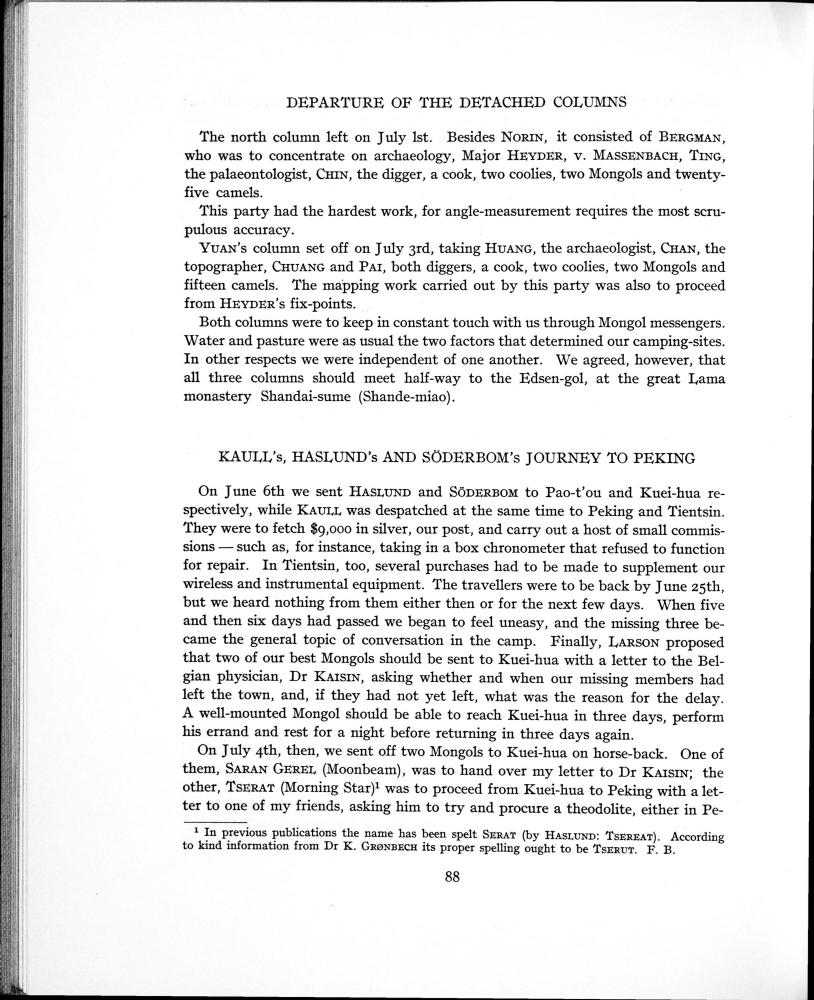 DEPARTURE OF THE DETACHED COLUMNS
The north column left on July 1st. Besides NORIN, it consisted of BERGMAN,
who was to concentrate on archaeology, Major HEYDER, v. MASSENBACH, TING,
the palaeontologist, CHIN, the digger, a cook, two coolies, two Mongols and twenty-
five camels.
This party had the hardest work, for angle-measurement requires the most scru-
pulous accuracy.
YUAN's column set off on July 3rd, taking HUANG, the archaeologist, CHAN, the
topographer, CHUANG and PAI, both diggers, a cook, two coolies, two Mongols and
fifteen camels. The mapping work carried out by this party was also to proceed
from HEYDER's fix-points.
Both columns were to keep in constant touch with us through Mongol messengers.
Water and pasture were as usual the two factors that determined our camping-sites.
In other respects we were independent of one another. We agreed, however, that
all three columns should meet half-way to the Edsen-gol, at the great Lama
monastery Shandai-sume (Shande-miao).
KAULL's, HASLUND's AND SÖDERBOM's JOURNEY TO PEKING
On June 6th we sent HASLUND and SÖDERBOM to Pao-t'ou and Kuei-hua re-
spectively, while KAULL was despatched at the same time to Peking and Tientsin.
They were to fetch $9,000 in silver, our post, and carry out a host of small commis-
sions — such as, for instance, taking in a box chronometer that refused to function
for repair. In Tientsin, too, several purchases had to be made to supplement our
wireless and instrumental equipment. The travellers were to be back by June 25th,
but we heard nothing from them either then or for the next few days. When five
and then six days had passed we began to feel uneasy, and the missing three be-
came the general topic of conversation in the camp. Finally, LARSON proposed
that two of our best Mongols should be sent to Kuei-hua with a letter to the Bel-
gian physician, Dr KAISIN, asking whether and when our missing members had
left the town, and, if they had not yet left, what was the reason for the delay.
A well-mounted Mongol should be able to reach Kuei-hua in three days, perform
his errand and rest for a night before returning in three days again.
On July 4th, then, we sent off two Mongols to Kuei-hua on horse-back. One of
them, SARAN GEREL (Moonbeam), was to hand over my letter to Dr KAISIN; the
other, TSERAT (Morning Star)¹ was to proceed from Kuei-hua to Peking with a let-
ter to one of my friends, asking him to try and procure a theodolite, either in Pe-
¹ In previous publications the name has been spelt SERAT (by HASLUND: TSEREAT). According
to kind information from Dr K. GRØNBECH its proper spelling ought to be TSERUT. F. B.
88